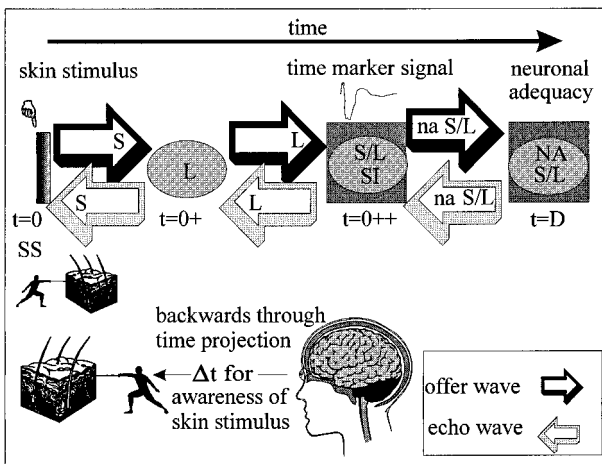 time
skin stimulus
time marker signal
neuronal
adequacy
S
L
L
S/L
SI
na S/L
NA
S/L
S
L
na S/L
t=0
t=0+
t=0++
t=D
SS
backwards through
time projection
Δt for
awareness of
skin stimulus
offer wave
echo wave